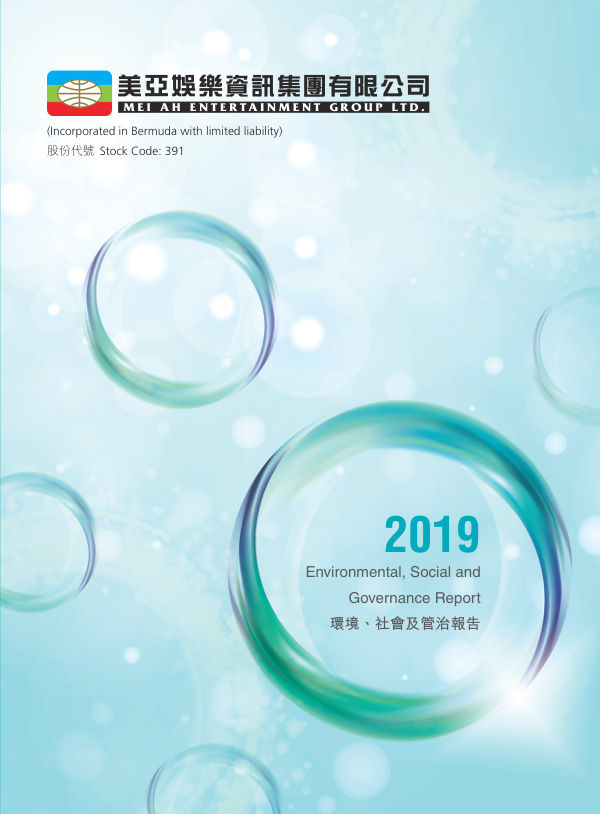 美亞娛樂資訊集團有限公司
MEI AH ENTERTAINMENT GROUP LTD.
(Incorporated in Bermuda with limited liability)
股份代號 Stock Code: 391
2019
Environmental, Social and
Governance Report
環境、社會及管治報告